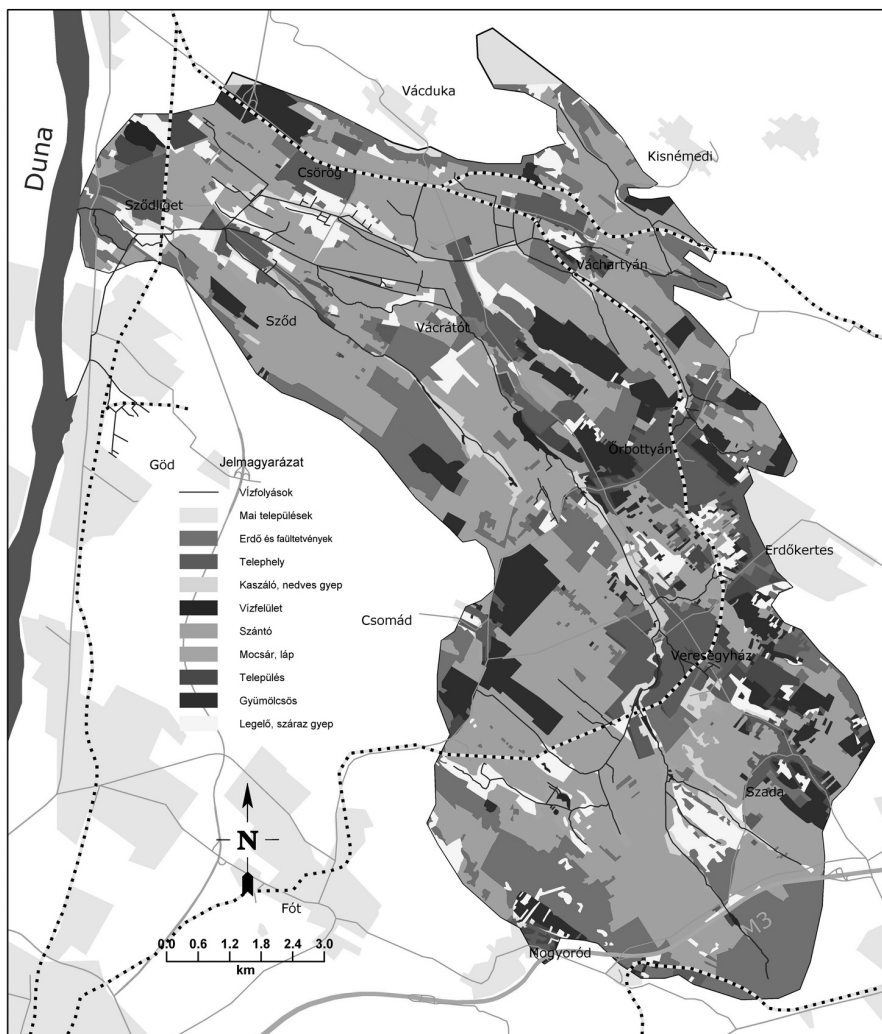 Duna
Vácduka
Kisnémedi
Csörög
Sződliget
Váchartyán
Sződ
Vácrátót
Őrbottyán
Göd
Jelmagyarázat
Vízfolyások
Mai települések
Erdő és faültetvények
Telephely
Kaszáló, nedves gyep
Vízfelület
Szántó
Mocsár, láp
Település
Gyümölcsös
Legelő, száraz gyep
Erdőkertes
Csomád
Veresegyház
Szada
N
Fót
M3
0.0 0.6 1.2 1.8 2.4 3.0
km
Mogyoród